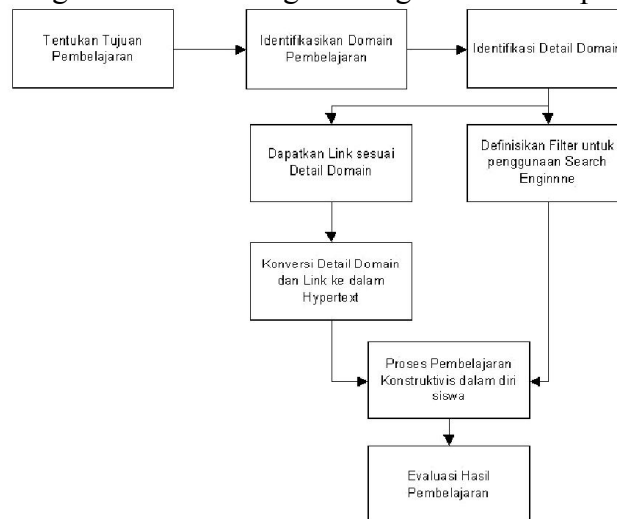 Tentukan Tujuan
Pembelajaran
Identifikasikan Domain
Pembelajaran
Identifikasi Detail Domain
Dapatkan Link sesuai
Detail Domain
Definisikan Filter untuk
penggunaan Search
Enginnne
Konversi Detail Domain
dan Link ke dalam
Hypertext
Proses Pembelajaran
Konstruktivis dalam diri
siswa
Evaluasi Hasil
Pembelajaran